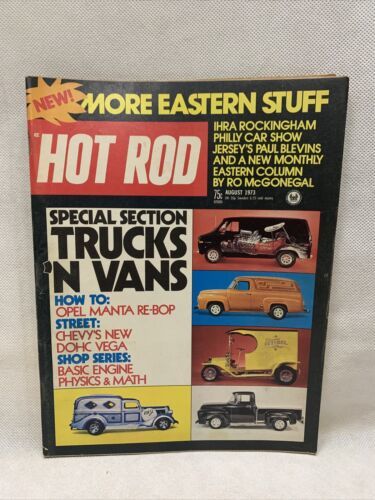 NEW!
MORE EASTERN STUFF
HOT ROD
IHRA ROCKINGHAM
PHILLY CAR SHOW
JERSEY'S PAUL BLEVINS
AND A NEW MONTHLY
EASTERN COLUMN
BY RO McGONEGAL
75c
AUGUST 1973
SPECIAL SECTION
TRUCKS
'N VANS
HOW TO:
OPEL MANTA RE-BOP
STREET:
CHEVY'S NEW
DOHC VEGA
SHOP SERIES:
BASIC ENGINE
PHYSICS & MATH